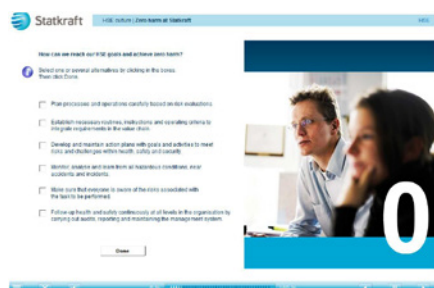 Statkraft
HSE culture | Zero harm at Statkraft
How can we reach our HSE goals and achieve zero harm?
Select one or several alternatives by clicking in the boxes.
Then click Done.
Plan processes and operations carefully based on risk evaluations.
Establish necessary routines, instructions and operating criteria to
integrate requirements in the value chain.
Develop and maintain action plans with goals and activities to meet
risks and challenges within health, safety and security.
Monitor, analyse and learn from all hazardous conditions, near
accidents and incidents.
Make sure that everyone is aware of the risks associated with
the task to be performed.
Follow up health and safety continuously at all levels in the organisation by
carrying out audits, reporting and maintaining the management system.
Done
0